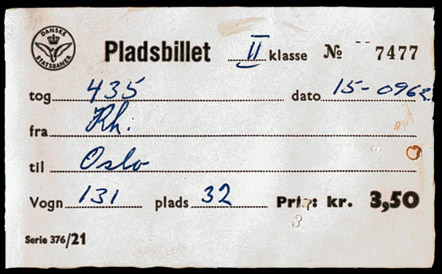 DANSKE STATSBANER
Pladsbillet II klasse № 7477
tog 435 dato 15-0962
fra Kh.
til Oslo
Vogn 131 plads 32 Pris: kr. 3,50
3
Serie 376/21